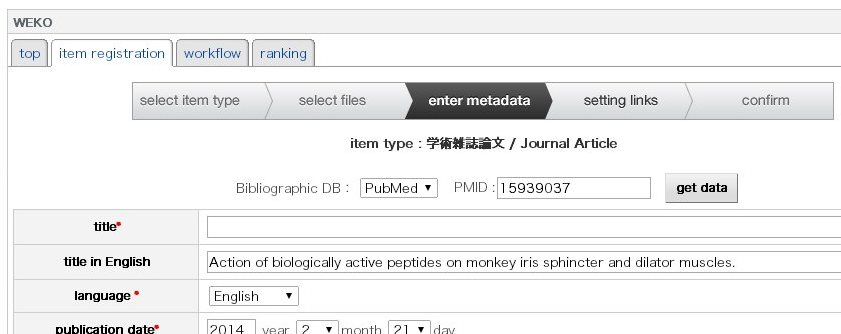 WEKO
top item registration workflow ranking
select item type select files enter metadata setting links confirm
item type : 学術雑誌論文 / Journal Article
Bibliographic DB : PubMed PMID : 15939037 get data
title*
title in English Action of biologically active peptides on monkey iris sphincter and dilator muscles.
language * English
publication date* 2014 year 2 month 21 day